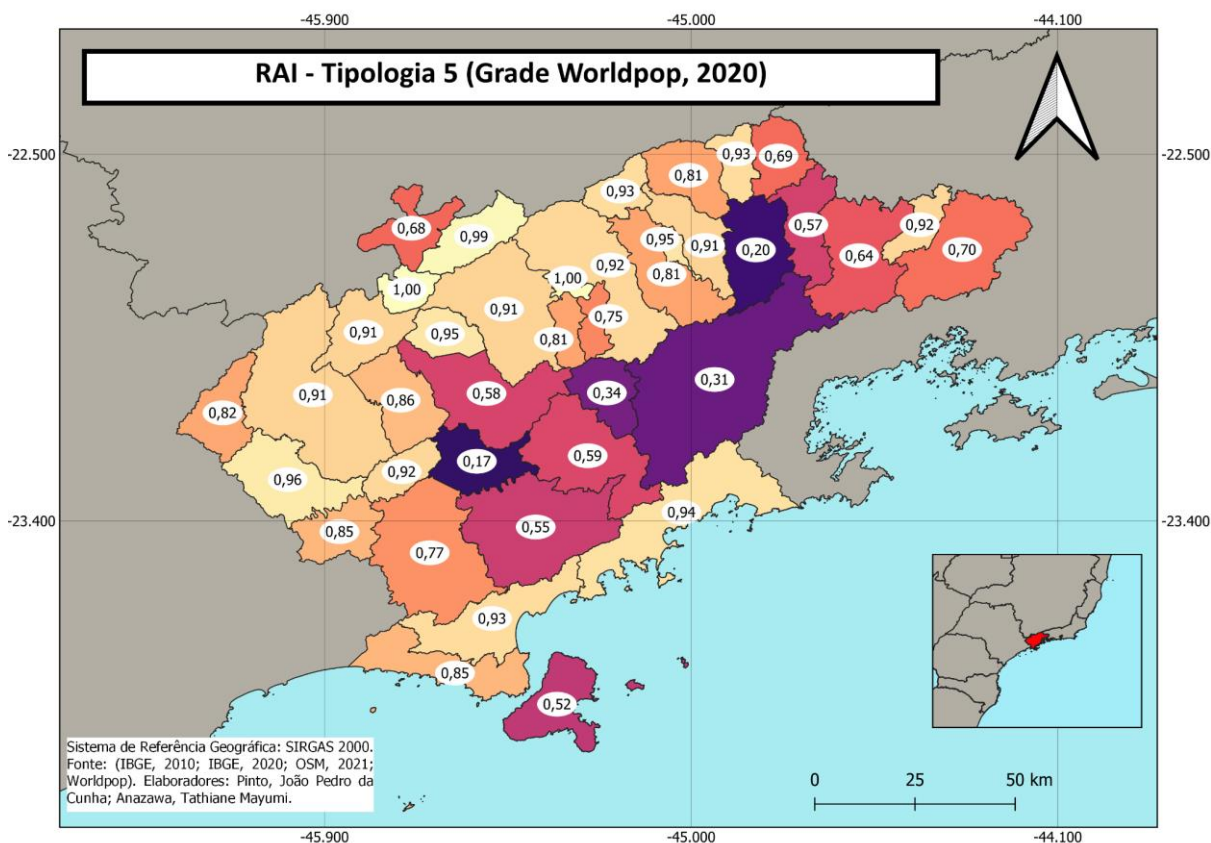 -45.900 -45.000 -44.100
RAI - Tipologia 5 (Grade Worldpop, 2020)
-22.500 -22.500
0,93 0,69
0,81
0,93
0,68 0,99 0,95 0,91 0,20 0,57 0,92
0,64 0,70
1,00 0,92 0,81
1,00
0,91 0,95 0,91 0,81 0,75
0,31
0,82 0,91 0,86 0,58 0,34
0,96 0,92 0,17 0,59
0,94
-23.400 -23.400
0,85 0,77 0,55
0,93
0,85
0,52
Sistema de Referência Geográfica: SIRGAS 2000.
Fonte: (IBGE, 2010; IBGE, 2020; OSM, 2021;
Worldpop). Elaboradores: Pinto, João Pedro da
Cunha; Anazawa, Tathiane Mayumi.
0 25 50 km
-45.900 -45.000 -44.100